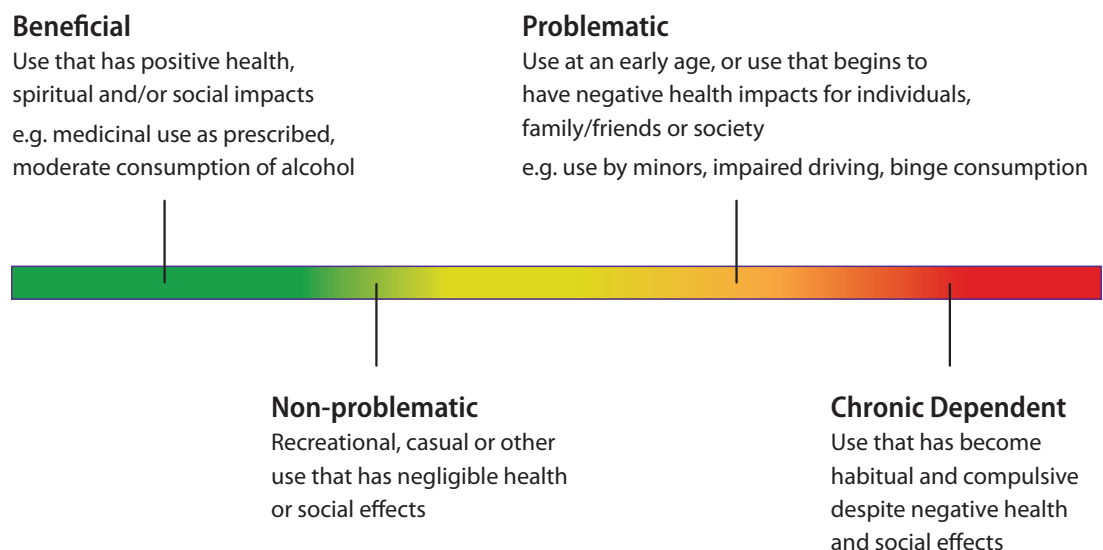 Beneficial
Use that has positive health,
spiritual and/or social impacts
e.g. medicinal use as prescribed,
moderate consumption of alcohol
Problematic
Use at an early age, or use that begins to
have negative health impacts for individuals,
family/friends or society
e.g. use by minors, impaired driving, binge consumption
Non-problematic
Recreational, casual or other
use that has negligible health
or social effects
Chronic Dependent
Use that has become
habitual and compulsive
despite negative health
and social effects